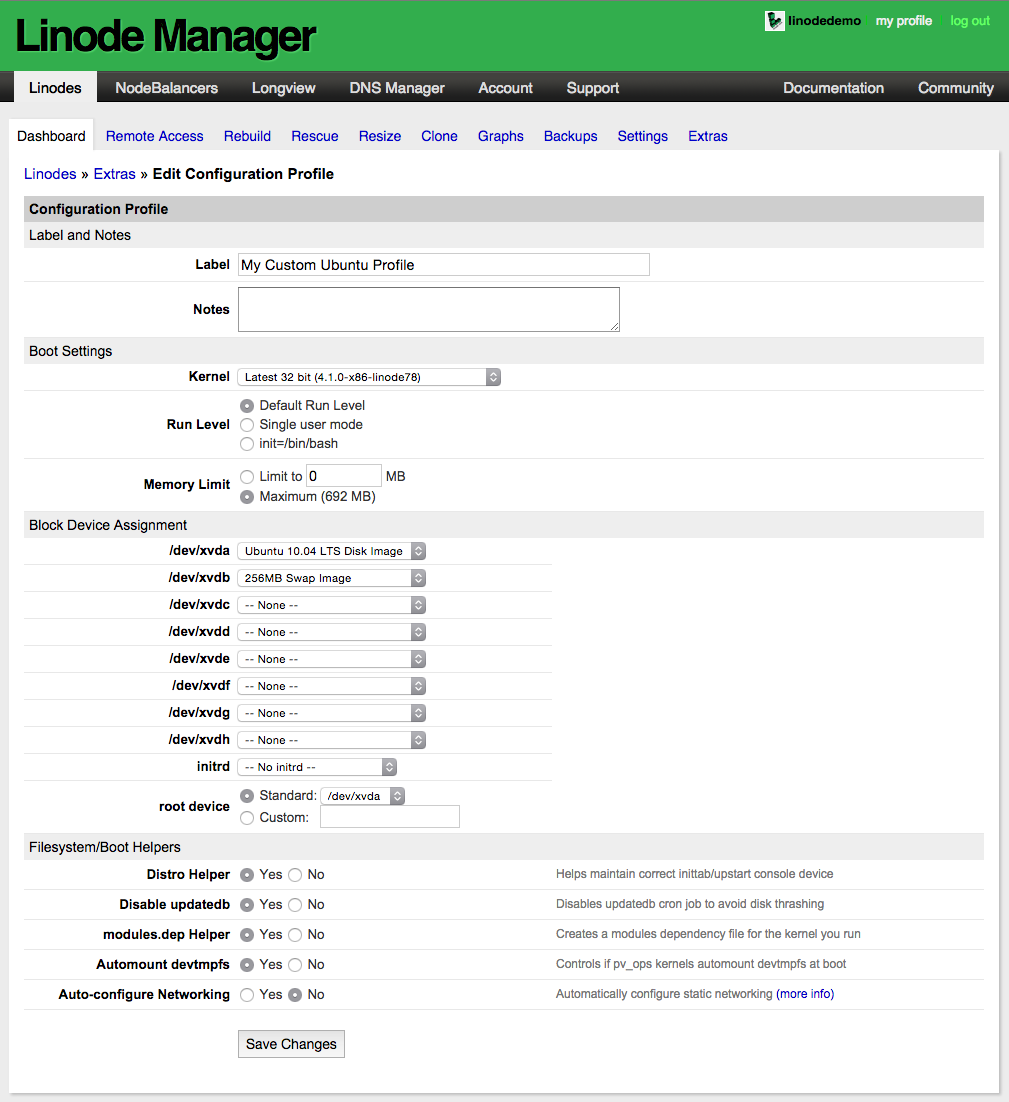 Linode Manager
linodedemo my profile log out
Linodes NodeBalancers Longview DNS Manager Account Support Documentation Community
Dashboard Remote Access Rebuild Rescue Resize Clone Graphs Backups Settings Extras
Linodes » Extras » Edit Configuration Profile
Configuration Profile
Label and Notes
Label My Custom Ubuntu Profile
Notes
Boot Settings
Kernel Latest 32 bit (4.1.0-x86-linode78)
Default Run Level
Run Level Single user mode
init=/bin/bash
Limit to 0 MB
Memory Limit
Maximum (692 MB)
Block Device Assignment
/dev/xvda Ubuntu 10.04 LTS Disk Image
/dev/xvdb 256MB Swap Image
/dev/xvdc -- None --
/dev/xvdd -- None --
/dev/xvde -- None --
/dev/xvdf -- None --
/dev/xvdg -- None --
/dev/xvdh -- None --
initrd -- No initrd --
Standard: /dev/xvda
root device
Custom:
Filesystem/Boot Helpers
Distro Helper Yes No Helps maintain correct inittab/upstart console device
Disable updatedb Yes No Disables updatedb cron job to avoid disk thrashing
modules.dep Helper Yes No Creates a modules dependency file for the kernel you run
Automount devtmpfs Yes No Controls if pv_ops kernels automount devtmpfs at boot
Auto-configure Networking Yes No Automatically configure static networking (more info)
Save Changes